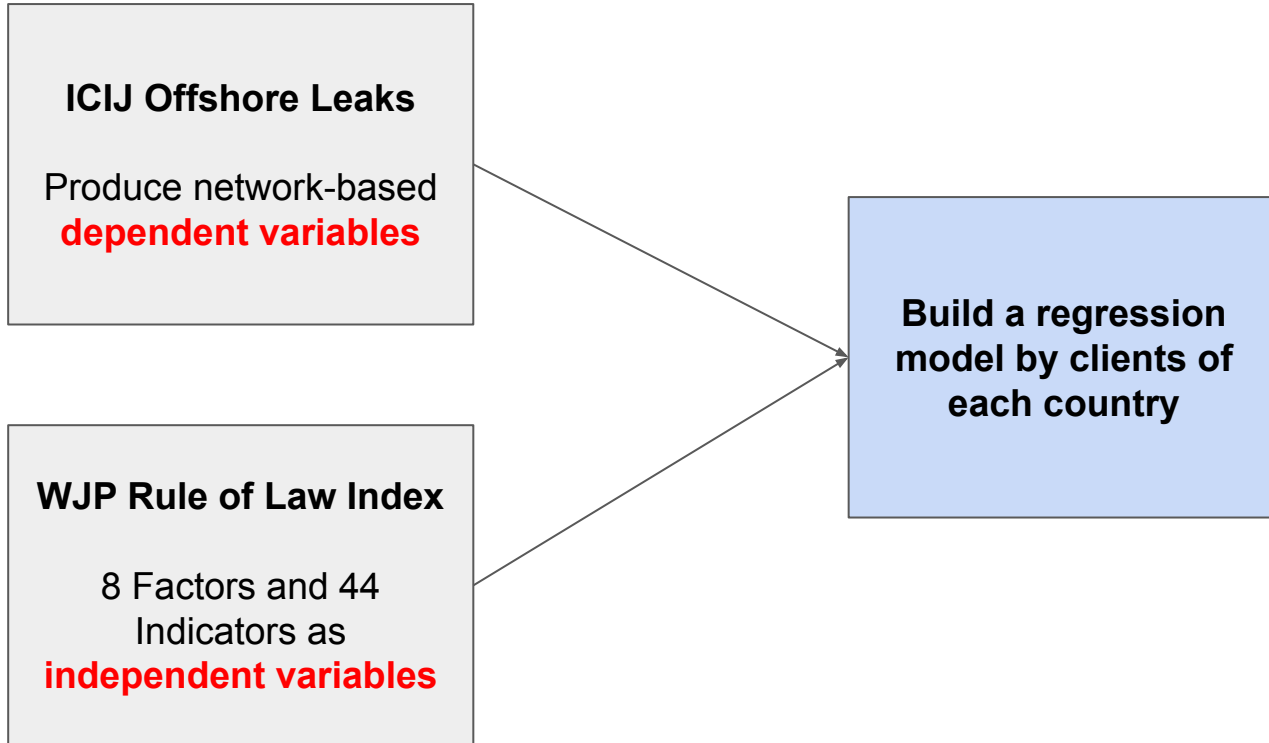 ICIJ Offshore Leaks
Produce network-based
dependent variables
WJP Rule of Law Index
8 Factors and 44
Indicators as
independent variables
Build a regression
model by clients of
each country